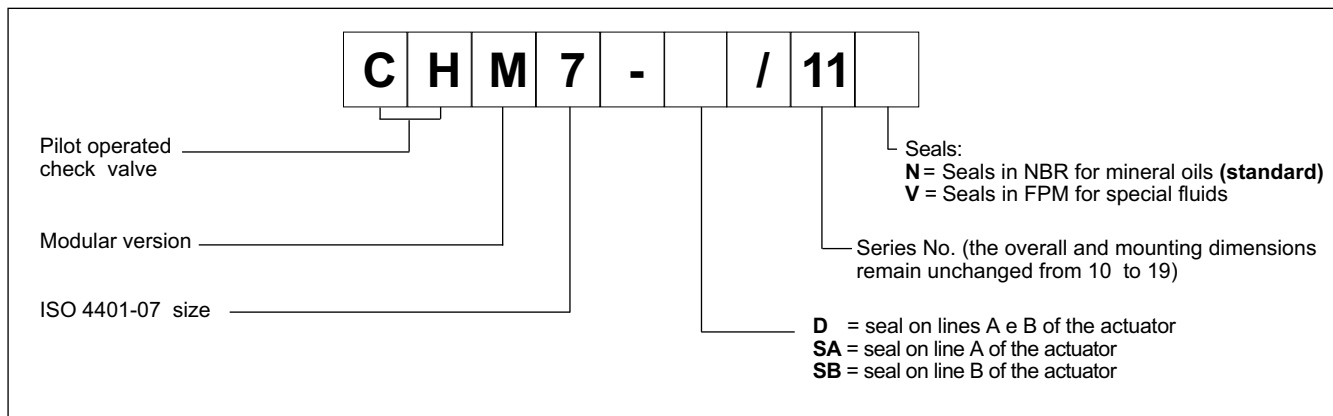 CHM7-/11
Pilot operated
check valve
Seals:
N = Seals in NBR for mineral oils (standard)
V = Seals in FPM for special fluids
Modular version
Series No. (the overall and mounting dimensions
remain unchanged from 10 to 19)
ISO 4401-07 size
D = seal on lines A e B of the actuator
SA = seal on line A of the actuator
SB = seal on line B of the actuator